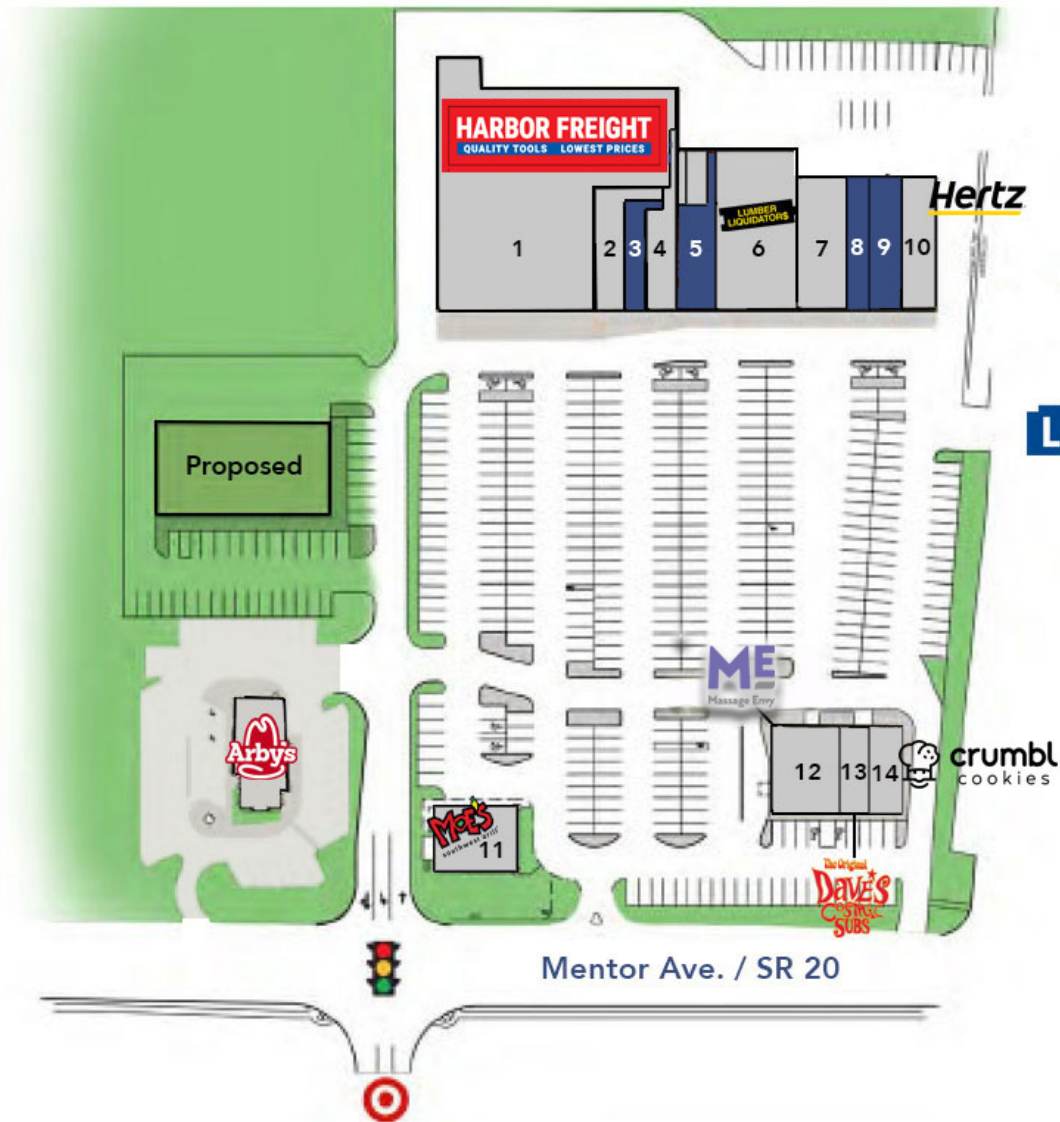 HARBOR FREIGHT
QUALITY TOOLS LOWEST PRICES
Hertz
LUMBER
LIQUIDATORS
1
2
3
4
5
6
7
8
9
10
L
Proposed
ME
Massage Envy
Arby's
12
13
14
crumbl
cookies
MOE'S
southwest grill
11
The Original
DAVE'S
COSMIC
SUBS
Mentor Ave. / SR 20